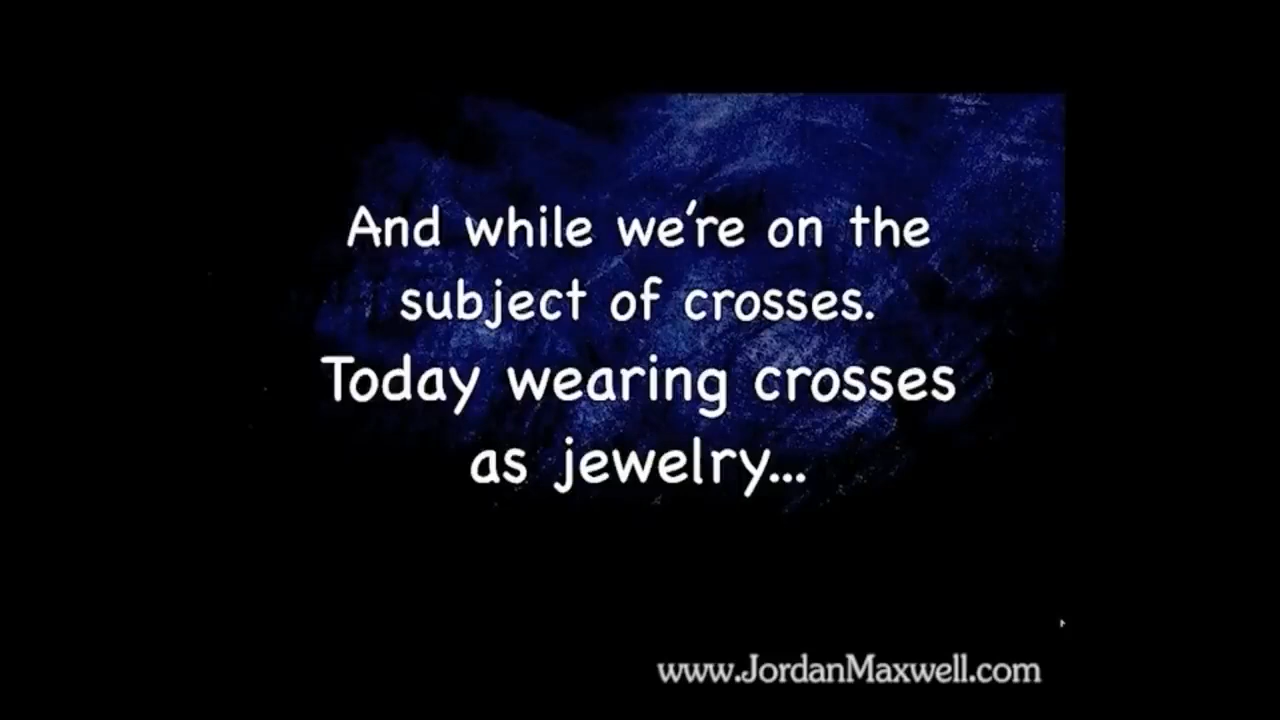 And while we're on the
subject of crosses.
Today wearing crosses
as jewelry...
www.JordanMaxwell.com